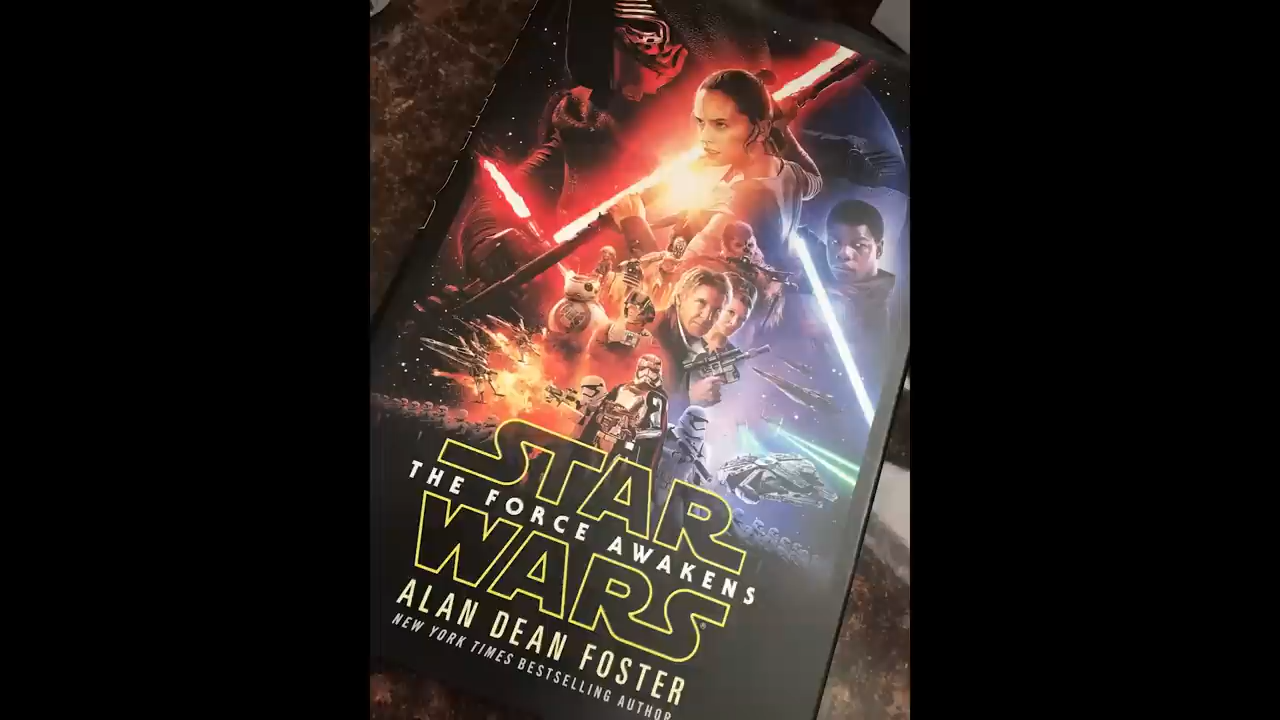 STAR
THE FORCE AWAKENS
WARS
ALAN DEAN FOSTER
NEW YORK TIMES BESTSELLING AUTHOR